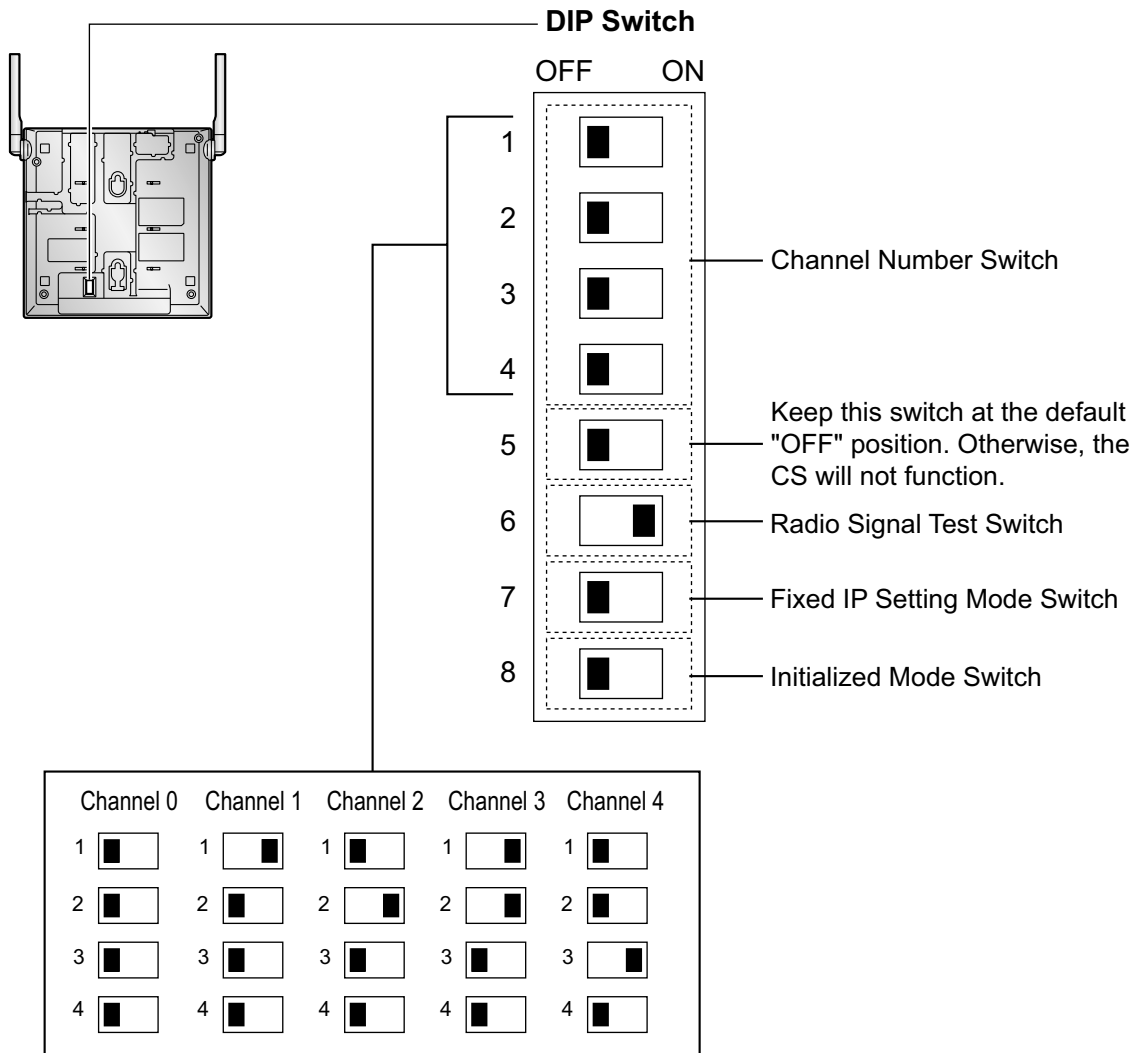 DIP Switch
OFF ON
1
2
3
4
Channel Number Switch
5
Keep this switch at the default
"OFF" position. Otherwise, the
CS will not function.
6
Radio Signal Test Switch
7
Fixed IP Setting Mode Switch
8
Initialized Mode Switch
Channel 0 Channel 1 Channel 2 Channel 3 Channel 4
1 1 1 1 1
2 2 2 2 2
3 3 3 3 3
4 4 4 4 4